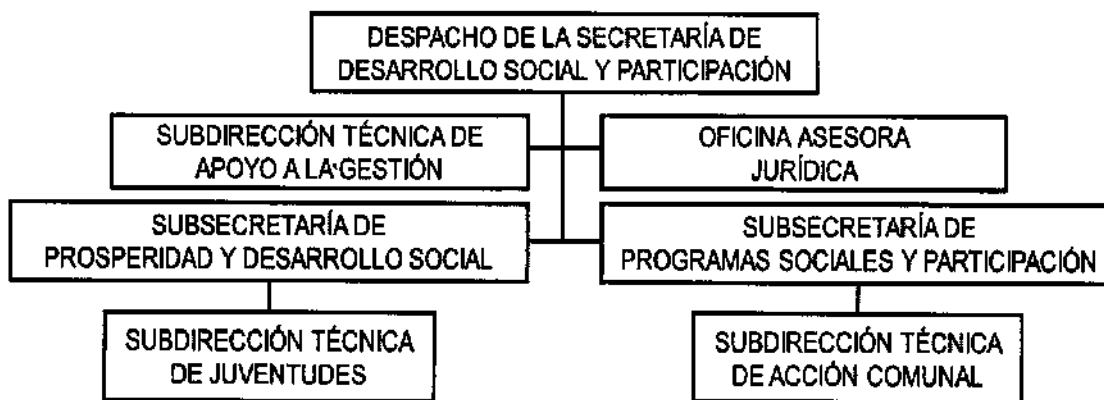 DESPACHO DE LA SECRETARÍA DE
DESARROLLO SOCIAL Y PARTICIPACIÓN
SUBDIRECCIÓN TÉCNICA DE
APOYO A LA GESTIÓN
OFICINA ASESORA
JURÍDICA
SUBSECRETARÍA DE
PROSPERIDAD Y DESARROLLO SOCIAL
SUBSECRETARÍA DE
PROGRAMAS SOCIALES Y PARTICIPACIÓN
SUBDIRECCIÓN TÉCNICA
DE JUVENTUDES
SUBDIRECCIÓN TÉCNICA
DE ACCIÓN COMUNAL